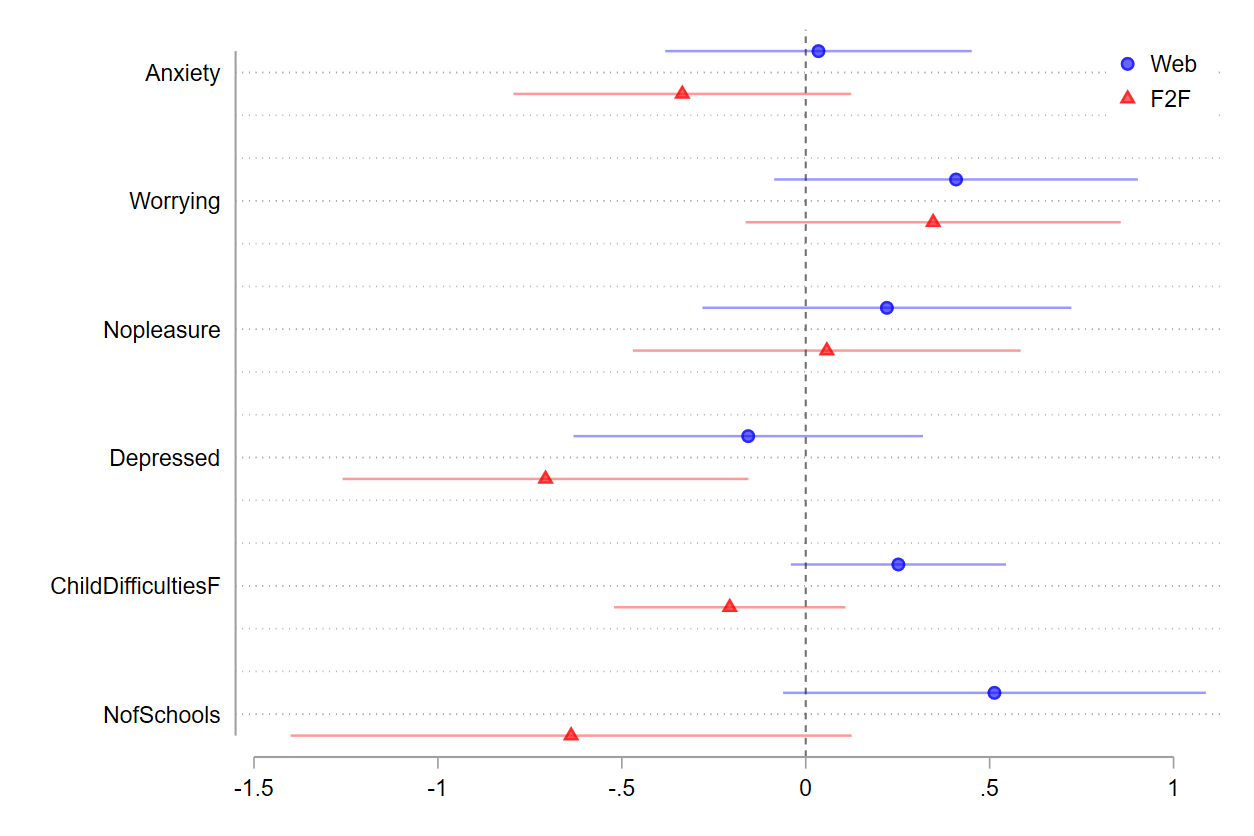 Anxiety
Web
F2F
Worrying
Nopleasure
Depressed
ChildDifficultiesF
NofSchools
-1.5 -1 -.5 0 .5 1